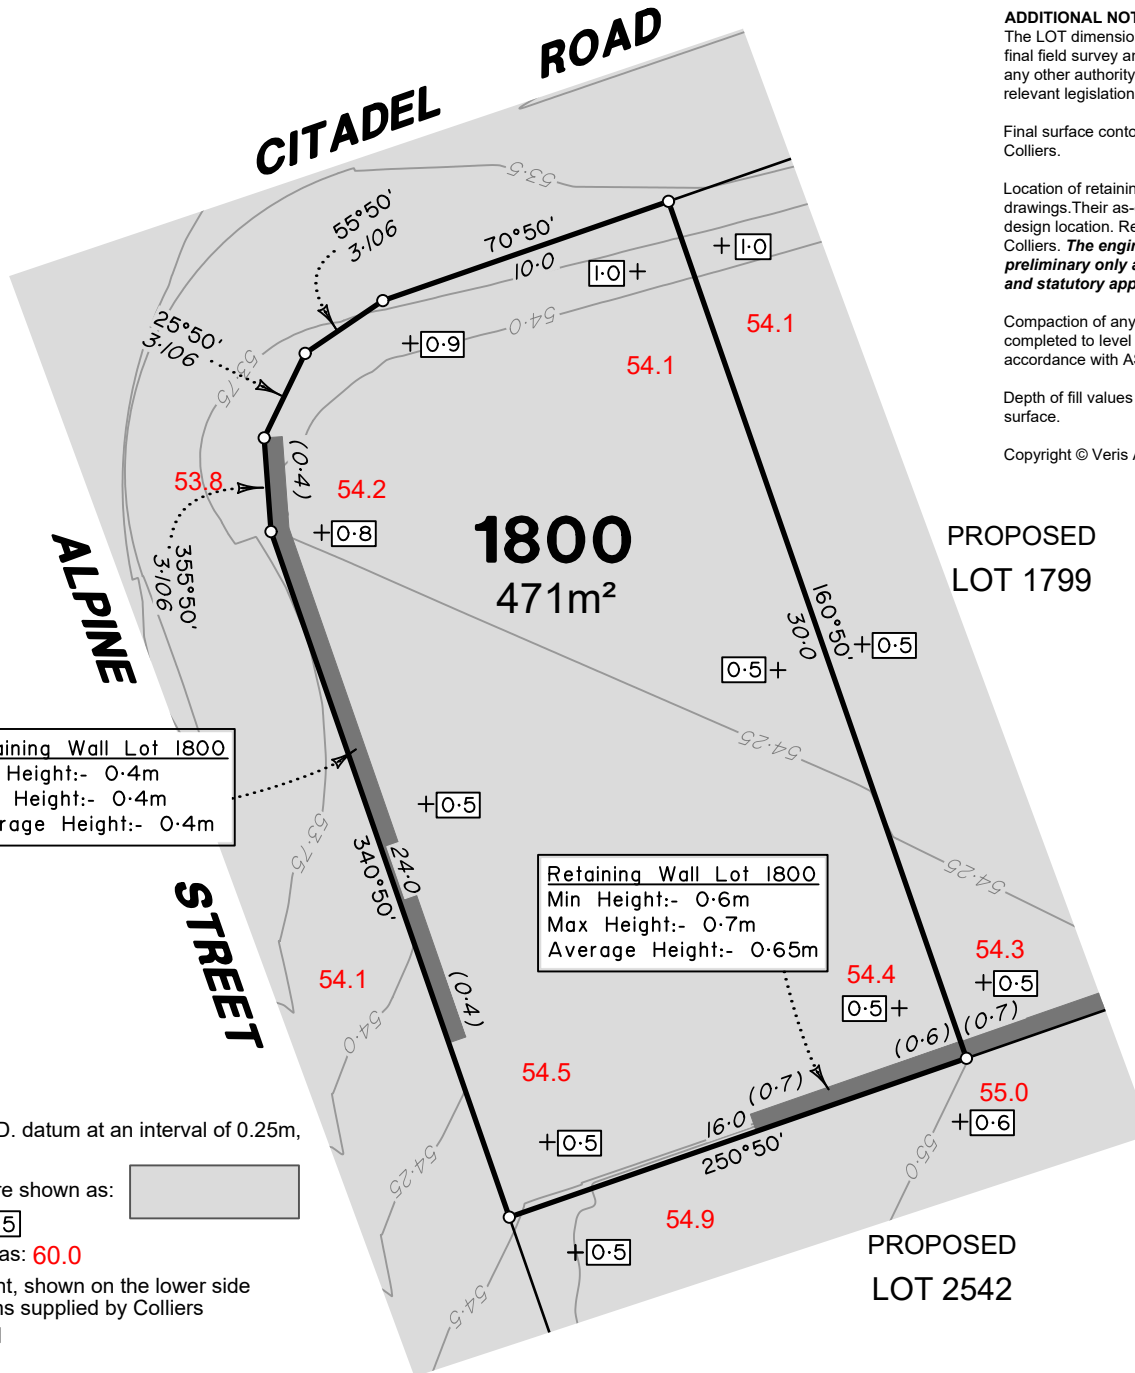 CITADEL ROAD
ADDITIONAL NOT
The LOT dimensio
final field survey an
any other authority
relevant legislation
Final surface conto
Colliers.
Location of retainin
drawings.Their as-
design location. Re
Colliers. The engin
preliminary only a
and statutory app
Compaction of any
completed to level
accordance with AS
Depth of fill values
surface.
Copyright © Veris A
53·5
55°50'
3·106
70°50'
10·0
1·0
1·0
54.1
54.1
54·0
0·9
25°50'
3·106
53·75
(0·4)
53.8
54.2
0·8
355°50'
3·106
1800
471m²
PROPOSED
LOT 1799
ALPINE
STREET
160°50'
30·0
0·5
0·5
54·25
54·25
aining Wall Lot 1800
Height:- 0·4m
Height:- 0·4m
rage Height:- 0·4m
53·75
0·5
24·0
340°50'
(0·4)
Retaining Wall Lot 1800
Min Height:- 0·6m
Max Height:- 0·7m
Average Height:- 0·65m
54.1
54·0
54.4
0·5
54.3
0·5
(0·6) (0·7)
(0·7)
16·0
250°50'
54.5
0·5
54·25
55.0
0·6
55·0
54.9
0·5
54·5
PROPOSED
LOT 2542
D. datum at an interval of 0.25m,
re shown as:
5
as: 60.0
nt, shown on the lower side
ns supplied by Colliers